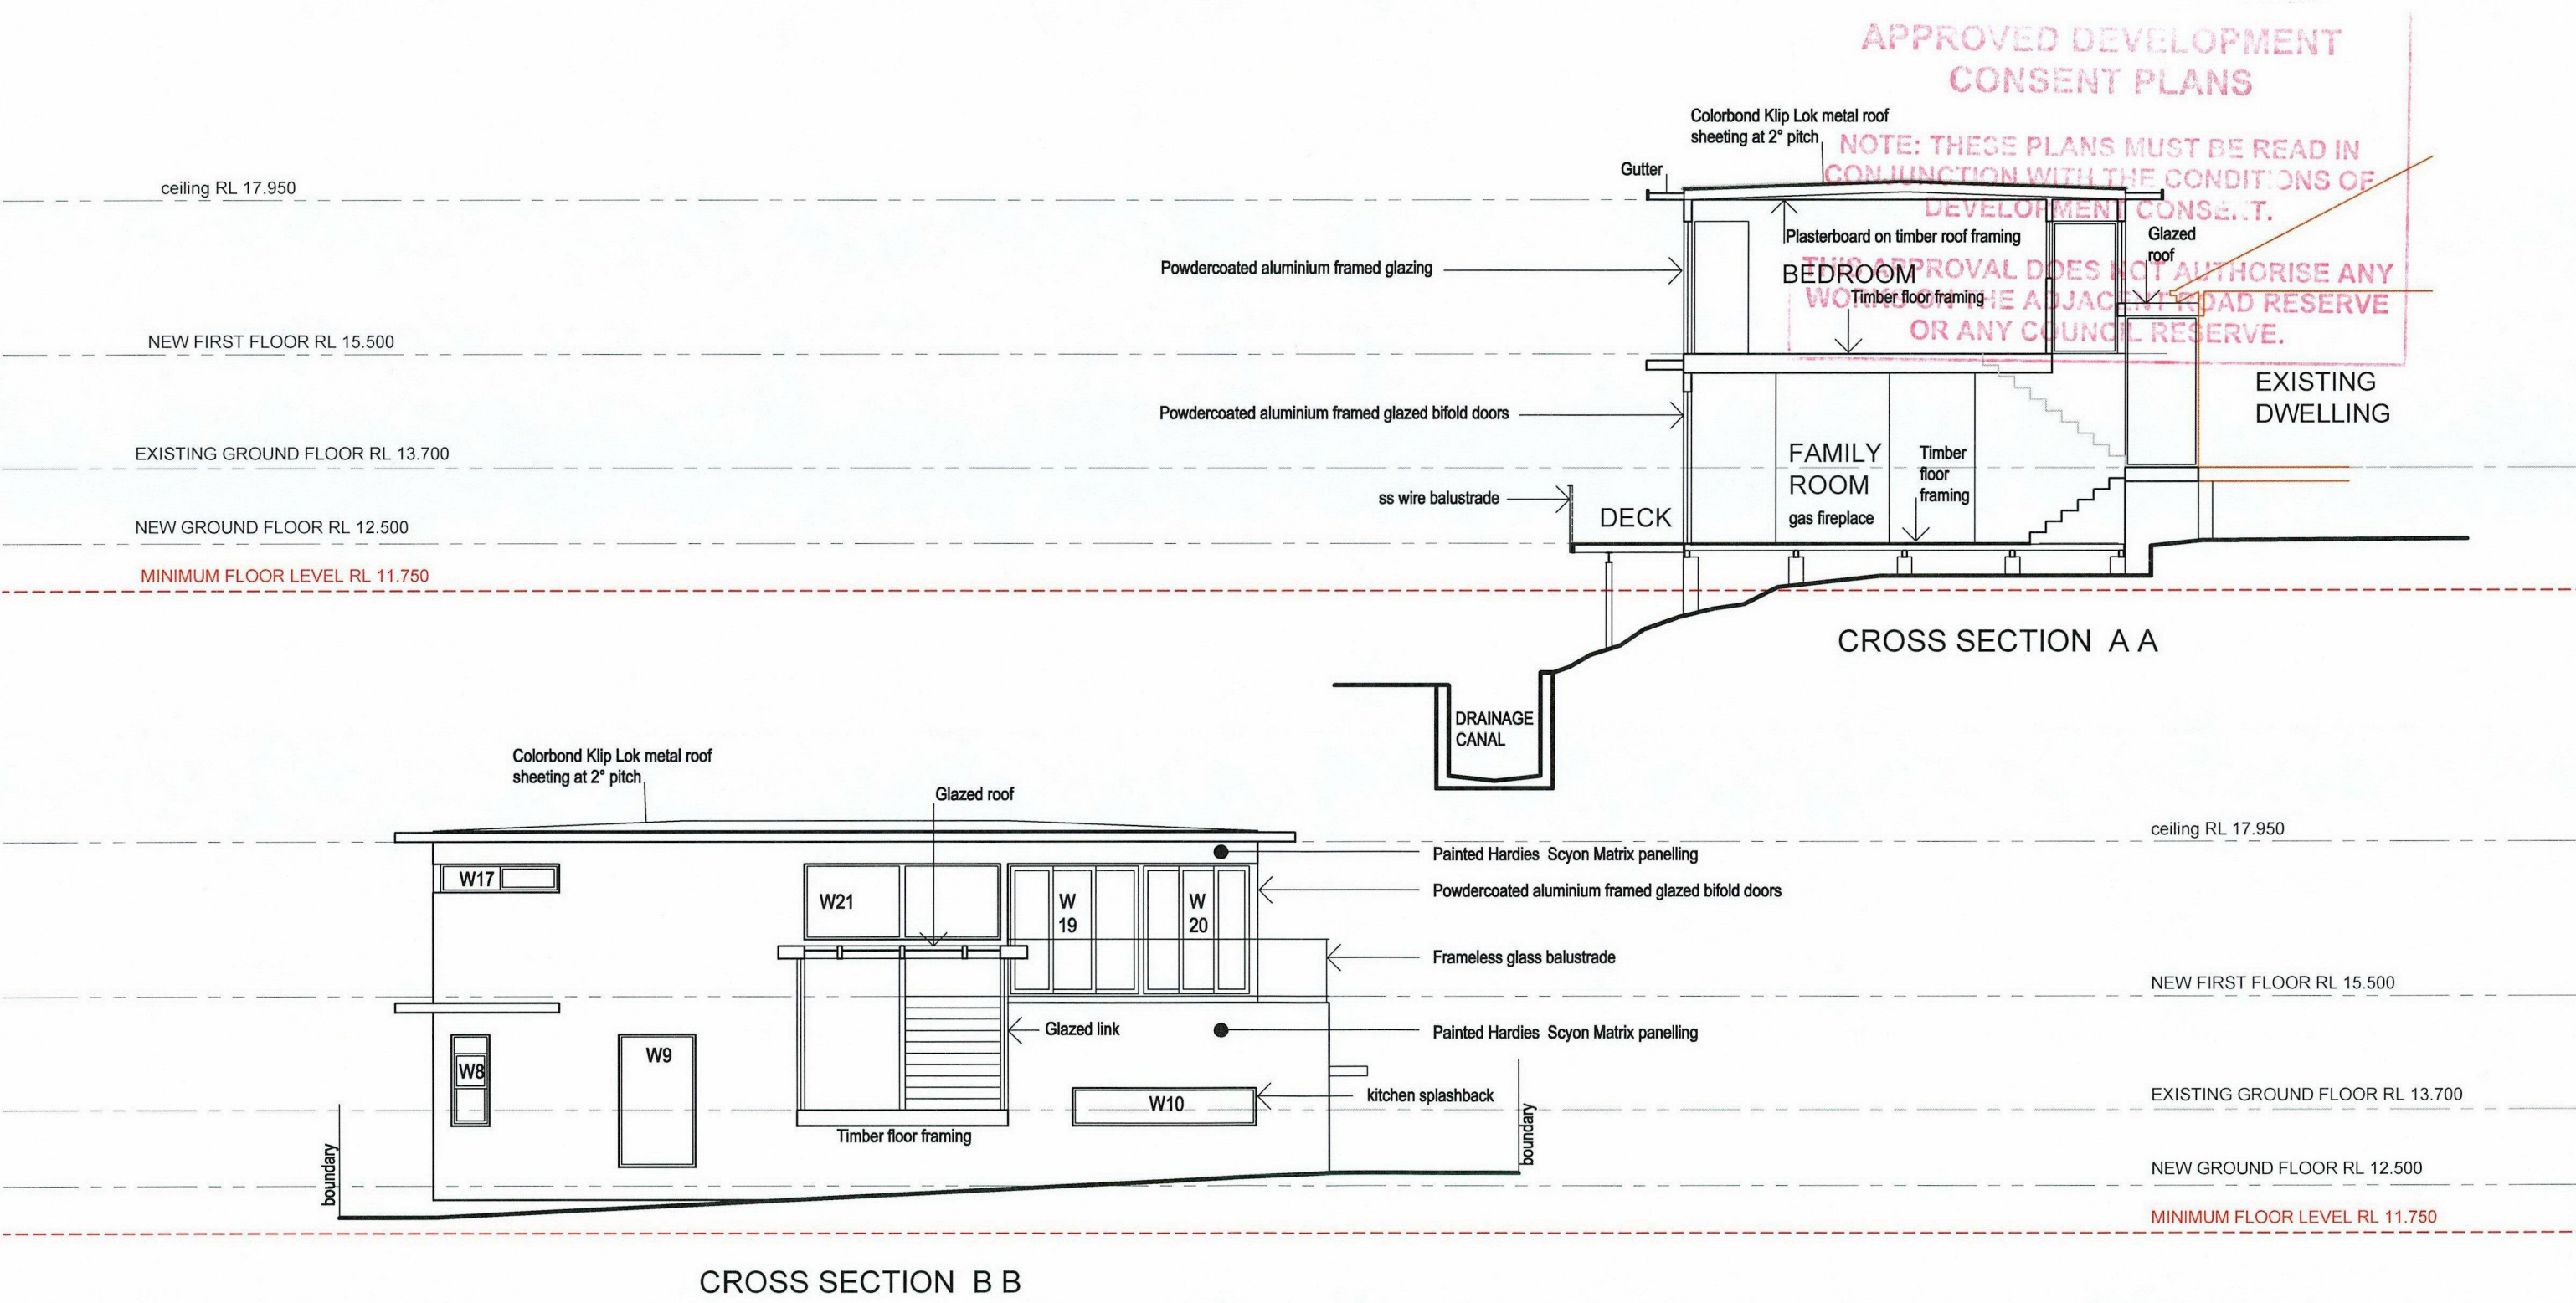 APPROVED DEVELOPMENT
CONSENT PLANS
NOTE: THESE PLANS MUST BE READ IN
CONJUNCTION WITH THE CONDITIONS OF
DEVELOPMENT CONSENT.
THIS APPROVAL DOES NOT AUTHORISE ANY
WORKS ON THE ADJACENT ROAD RESERVE
OR ANY COUNCIL RESERVE.
Colorbond Klip Lok metal roof
sheeting at 2° pitch
Gutter
ceiling RL 17.950
Plasterboard on timber roof framing
Glazed
roof
Powdercoated aluminium framed glazing
BEDROOM
Timber floor framing
NEW FIRST FLOOR RL 15.500
EXISTING
DWELLING
Powdercoated aluminium framed glazed bifold doors
EXISTING GROUND FLOOR RL 13.700
FAMILY
ROOM
gas fireplace
Timber
floor
framing
ss wire balustrade
DECK
NEW GROUND FLOOR RL 12.500
MINIMUM FLOOR LEVEL RL 11.750
CROSS SECTION A A
DRAINAGE
CANAL
Colorbond Klip Lok metal roof
sheeting at 2° pitch
Glazed roof
ceiling RL 17.950
Painted Hardies Scyon Matrix panelling
W17
W21
W
19
W
20
Powdercoated aluminium framed glazed bifold doors
Frameless glass balustrade
NEW FIRST FLOOR RL 15.500
Glazed link
Painted Hardies Scyon Matrix panelling
W8
W9
W10
kitchen splashback
EXISTING GROUND FLOOR RL 13.700
Timber floor framing
boundary
boundary
NEW GROUND FLOOR RL 12.500
MINIMUM FLOOR LEVEL RL 11.750
CROSS SECTION B B